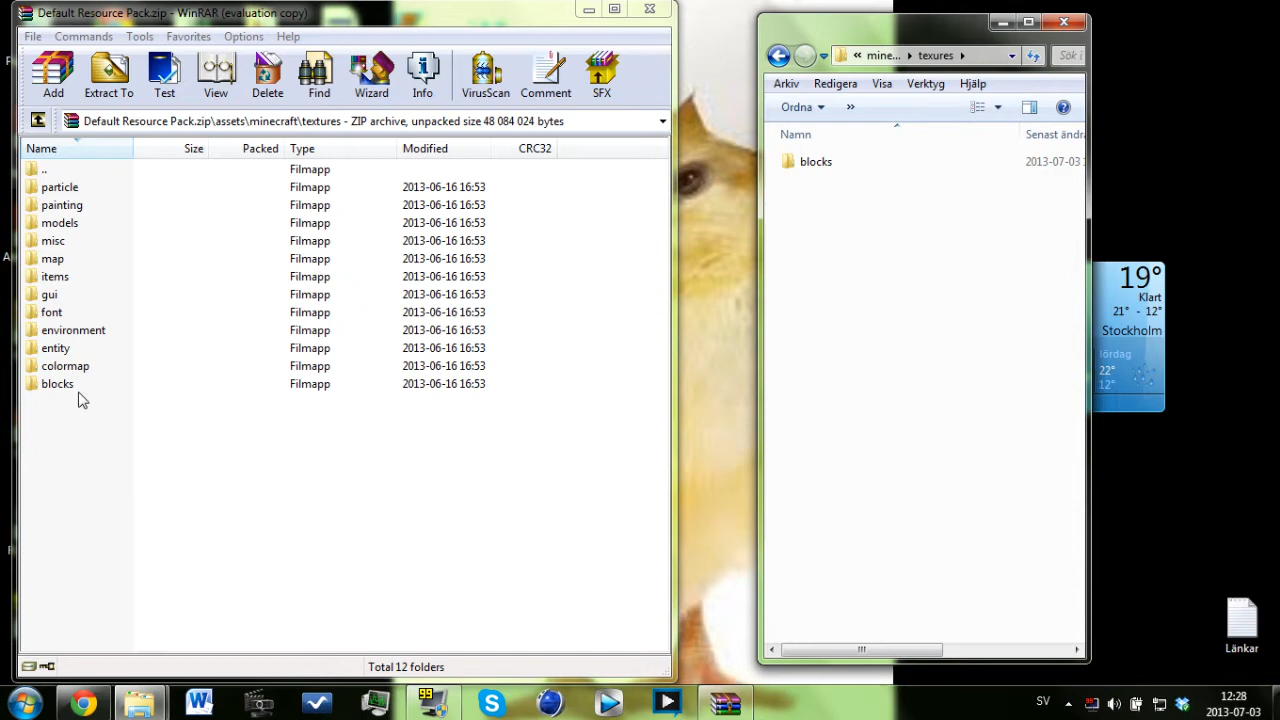 Default Resource Pack.zip - WinRAR (evaluation copy)
File Commands Tools Favorites Options Help
Add Extract To Test View Delete Find Wizard Info VirusScan Comment SFX
Default Resource Pack.zip\assets\minecraft\textures - ZIP archive, unpacked size 48 084 024 bytes
Name Size Packed Type Modified CRC32
.. Filmapp
particle Filmapp 2013-06-16 16:53
painting Filmapp 2013-06-16 16:53
models Filmapp 2013-06-16 16:53
misc Filmapp 2013-06-16 16:53
map Filmapp 2013-06-16 16:53
items Filmapp 2013-06-16 16:53
gui Filmapp 2013-06-16 16:53
font Filmapp 2013-06-16 16:53
environment Filmapp 2013-06-16 16:53
entity Filmapp 2013-06-16 16:53
colormap Filmapp 2013-06-16 16:53
blocks Filmapp 2013-06-16 16:53
Total 12 folders
« mine... texures Sök i
Arkiv Redigera Visa Verktyg Hjälp
Ordna »
Namn Senast ändra
blocks 2013-07-03 1
19°
Klart
21° - 12°
Stockholm
lördag
22°
12°
Länkar
99
SV
12:28
2013-07-03